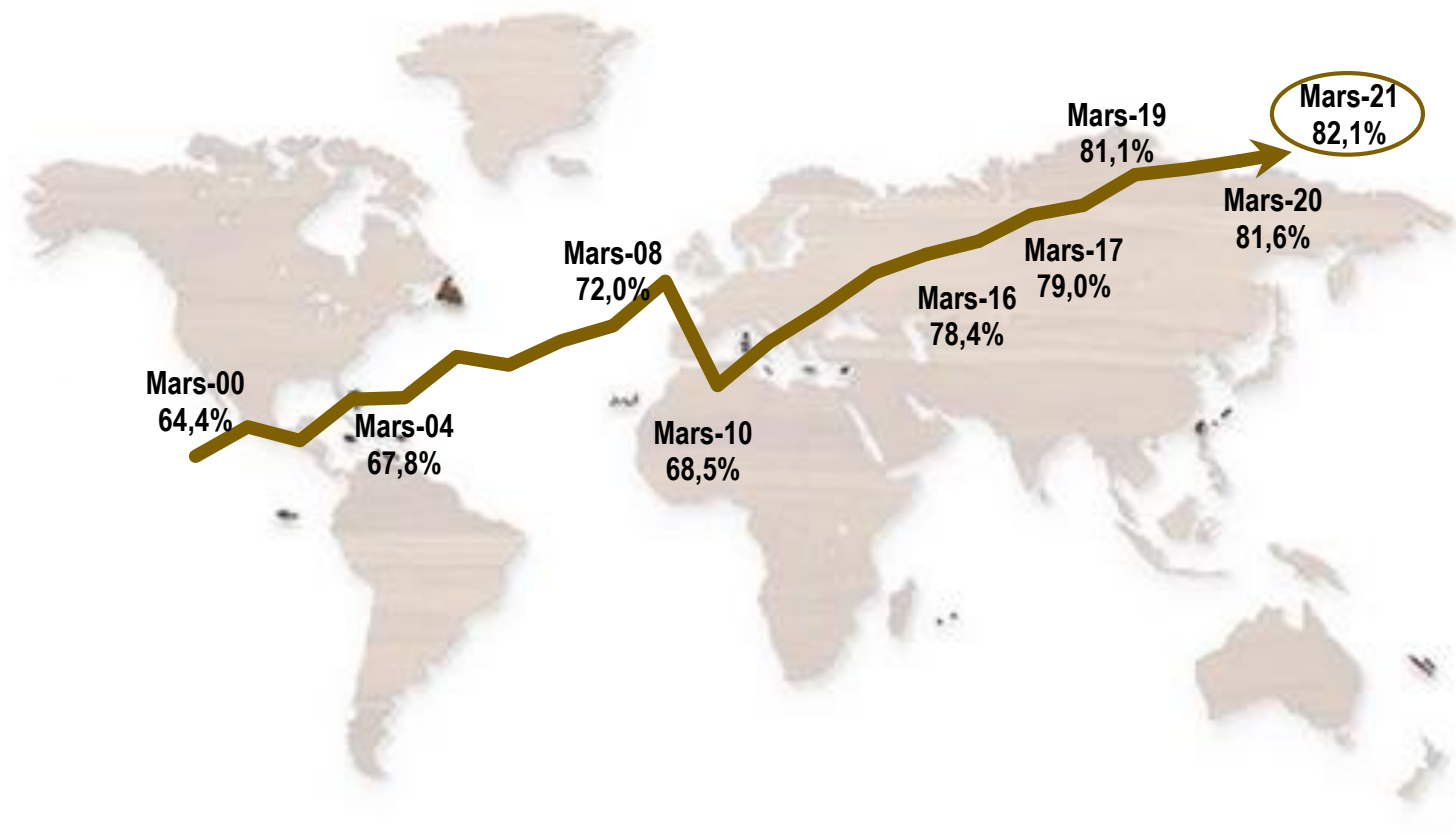 Mars-00
64,4%
Mars-04
67,8%
Mars-08
72,0%
Mars-10
68,5%
Mars-16
78,4%
Mars-17
79,0%
Mars-19
81,1%
Mars-20
81,6%
Mars-21
82,1%